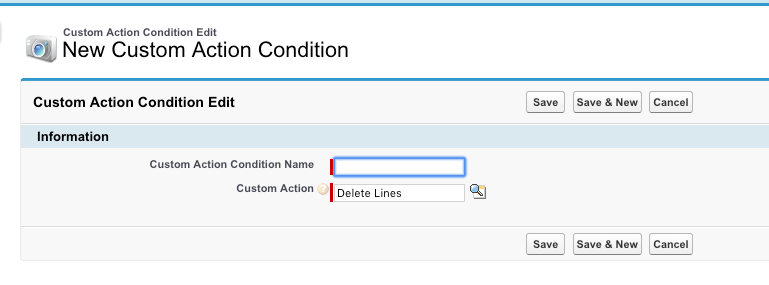 Custom Action Condition Edit
New Custom Action Condition
Custom Action Condition Edit Save Save & New Cancel
Information
Custom Action Condition Name
Custom Action ? Delete Lines
Save Save & New Cancel